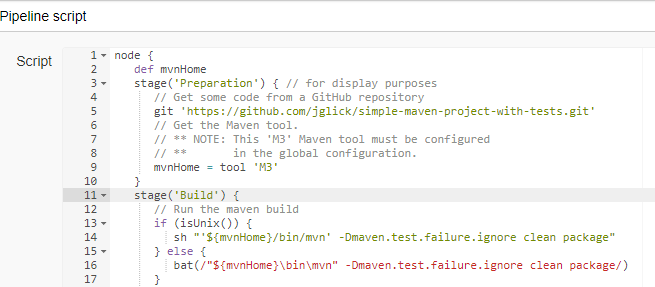 Pipeline script
Script
1 node {
2 def mvnHome
3 stage('Preparation') { // for display purposes
4 // Get some code from a GitHub repository
5 git 'https://github.com/jglick/simple-maven-project-with-tests.git'
6 // Get the Maven tool.
7 // ** NOTE: This 'M3' Maven tool must be configured
8 // **       in the global configuration.
9 mvnHome = tool 'M3'
10 }
11 stage('Build') {
12 // Run the maven build
13 if (isUnix()) {
14 sh "'${mvnHome}/bin/mvn' -Dmaven.test.failure.ignore clean package"
15 } else {
16 bat(/"${mvnHome}\bin\mvn" -Dmaven.test.failure.ignore clean package/)
17 }